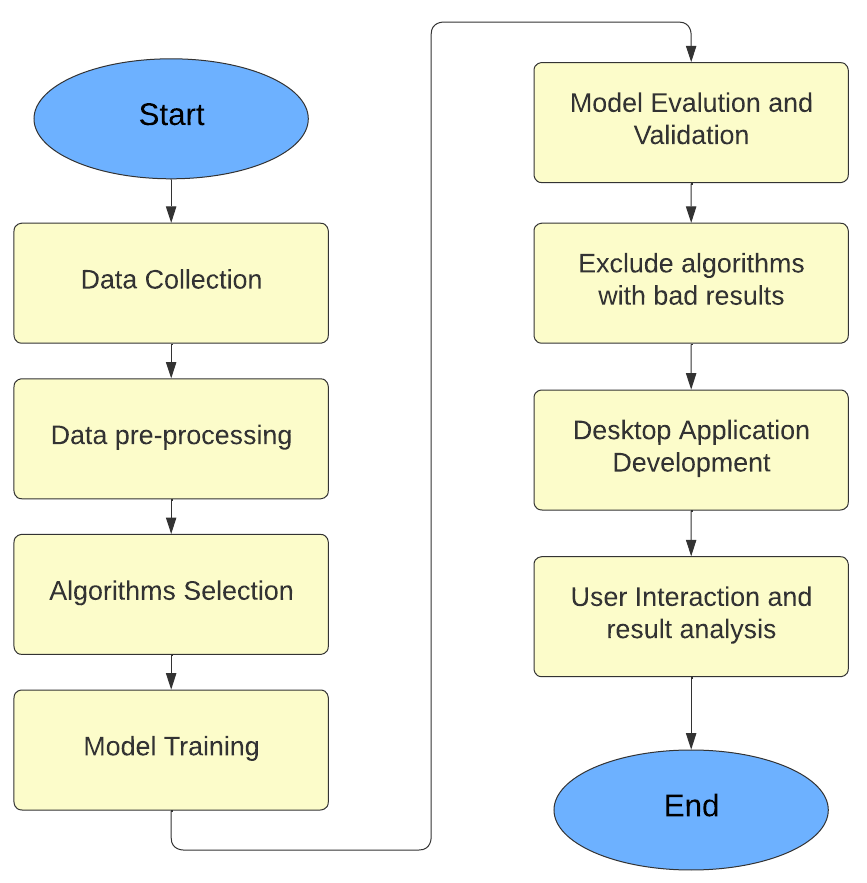 Start
Data Collection
Data pre-processing
Algorithms Selection
Model Training
Model Evalution and
Validation
Exclude algorithms
with bad results
Desktop Application
Development
User Interaction and
result analysis
End